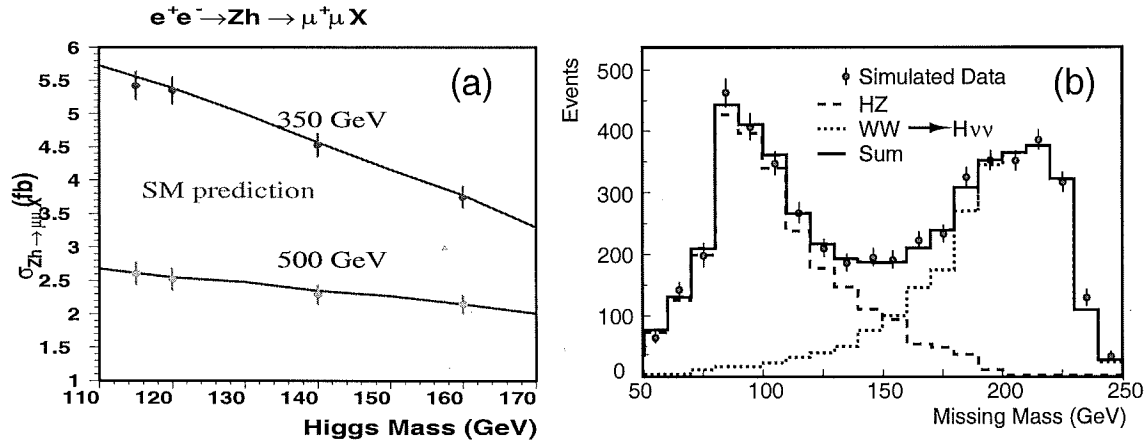 e⁺e⁻→Zh → μ⁺μ X
(a)
350 GeV
SM prediction
500 GeV
σZh→μμX (fb)
6
5.5
5
4.5
4
3.5
3
2.5
2
1.5
1
110 120 130 140 150 160 170
Higgs Mass (GeV)
(b)
Simulated Data
HZ
WW → Hνν
Sum
Events
500
400
300
200
100
0
50 100 150 200 250
Missing Mass (GeV)